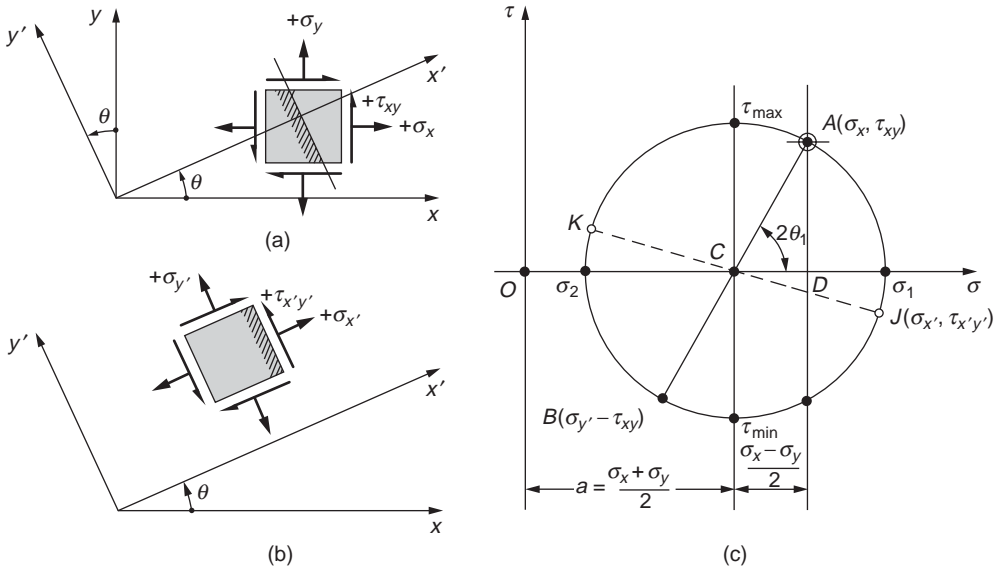 y
y′
+σy
x′
θ
+τxy
+σx
θ
x
(a)
+σy′
+τx′y′
+σx′
y′
x′
θ
x
(b)
τ
τmax
A(σx, τxy)
K
C
2θ1
O
σ2
D
σ1
σ
J(σx′, τx′y′)
B(σy′ − τxy)
τmin
a = σx + σy / 2
σx − σy / 2
(c)